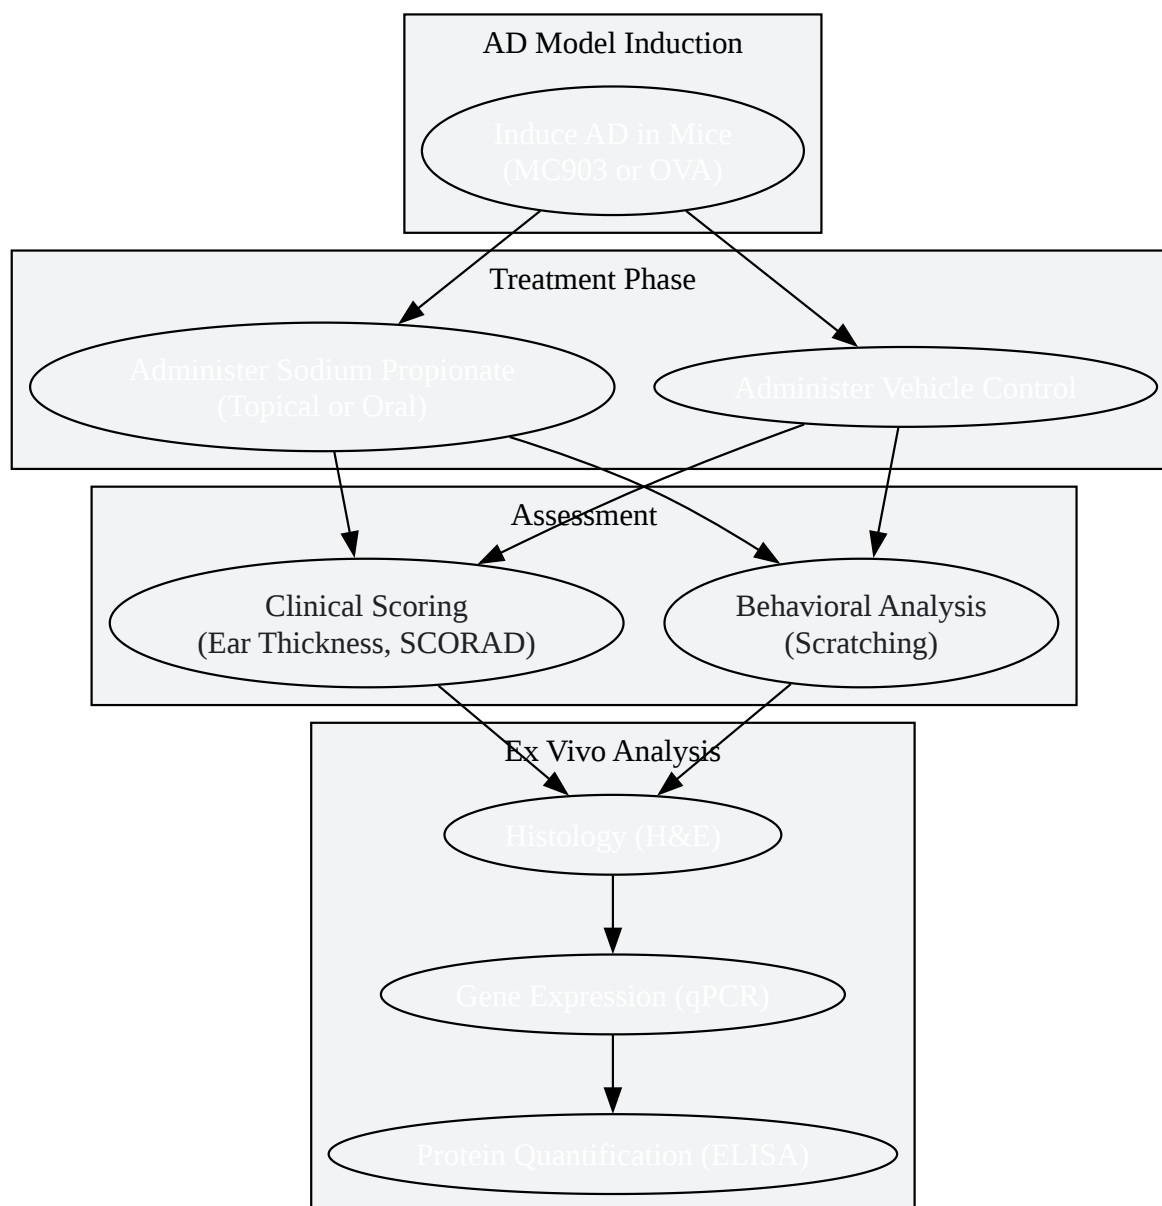 AD Model Induction
Induce AD in Mice
(MC903 or OVA)
Treatment Phase
Administer Sodium Propionate
(Topical or Oral)
Administer Vehicle Control
Assessment
Clinical Scoring
(Ear Thickness, SCORAD)
Behavioral Analysis
(Scratching)
Ex Vivo Analysis
Histology (H&E)
Gene Expression (qPCR)
Protein Quantification (ELISA)